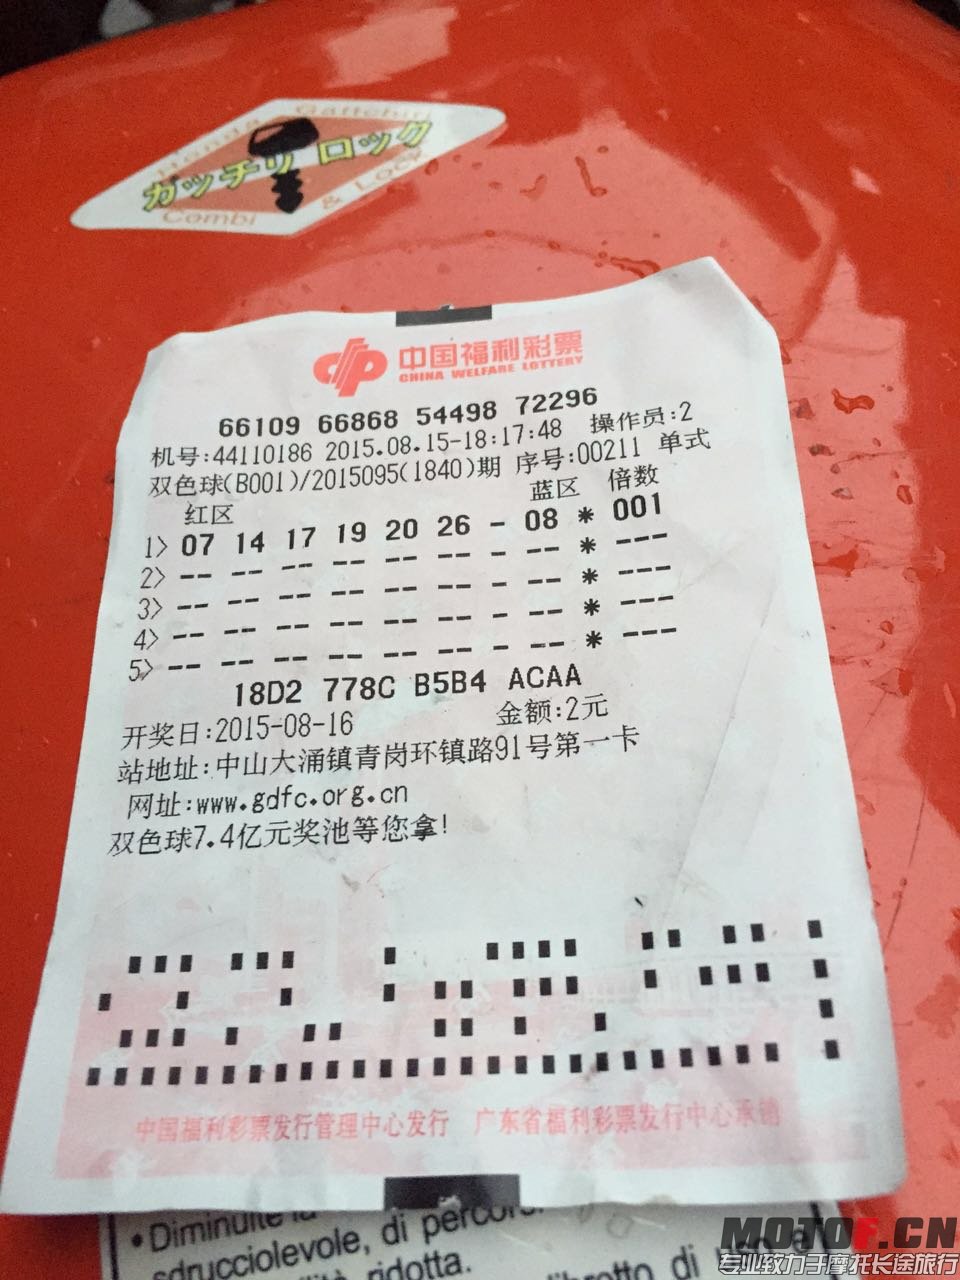 Honda Gattchiri
カッチリ ロック
Combi & Lock
中国福利彩票
CHINA WELFARE LOTTERY
66109 66868 54498 72296
机号:44110186 2015.08.15-18:17:48 操作员:2
双色球(B001)/2015095(1840)期 序号:00211 单式
红区 蓝区 倍数
1> 07 14 17 19 20 26 - 08 * 001
2> -- -- -- -- -- -- - -- * ---
3> -- -- -- -- -- -- - -- * ---
4> -- -- -- -- -- -- - -- * ---
5> -- -- -- -- -- -- - -- * ---
18D2 778C B5B4 ACAA
开奖日:2015-08-16 金额:2元
站地址:中山大涌镇青岗环镇路91号第一卡
网址:www.gdfc.org.cn
双色球7.4亿元奖池等您拿!
中国福利彩票发行管理中心发行 广东省福利彩票发行中心承销
•Diminuite la
sdrucciolevole, di
ridotta.
libretto di uso
MOTOF.CN
专业致力于摩托长途旅行